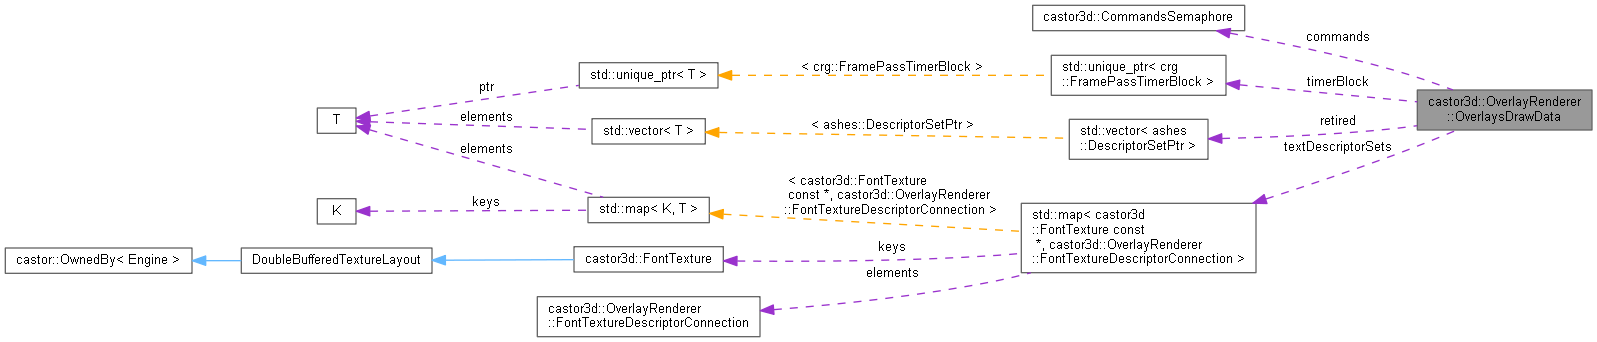 castor3d::CommandsSemaphore
commands
< crg::FramePassTimerBlock >
std::unique_ptr< T >
std::unique_ptr< crg
::FramePassTimerBlock >
timerBlock
ptr
castor3d::OverlayRenderer
::OverlaysDrawData
T
elements
std::vector< T >
< ashes::DescriptorSetPtr >
std::vector< ashes
::DescriptorSetPtr >
retired
textDescriptorSets
elements
< castor3d::FontTexture
const *, castor3d::OverlayRenderer
::FontTextureDescriptorConnection >
K
keys
std::map< K, T >
std::map< castor3d
::FontTexture const
*, castor3d::OverlayRenderer
::FontTextureDescriptorConnection >
keys
castor::OwnedBy< Engine >
DoubleBufferedTextureLayout
castor3d::FontTexture
elements
castor3d::OverlayRenderer
::FontTextureDescriptorConnection